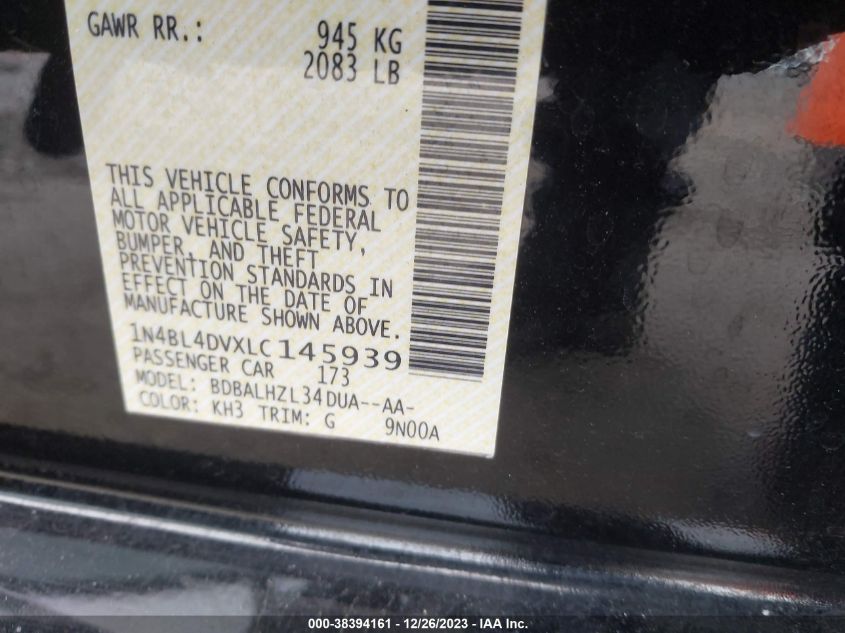 GAWR RR.: 945 KG
2083 LB
THIS VEHICLE CONFORMS TO
ALL APPLICABLE FEDERAL
MOTOR VEHICLE SAFETY,
BUMPER, AND THEFT
PREVENTION STANDARDS IN
EFFECT ON THE DATE OF
MANUFACTURE SHOWN ABOVE.
1N4BL4DVXLC145939
PASSENGER CAR 173
MODEL: BDBALHZL34DUA--AA-
COLOR: KH3 TRIM: G 9N00A
000-38394161 - 12/26/2023 - IAA Inc.